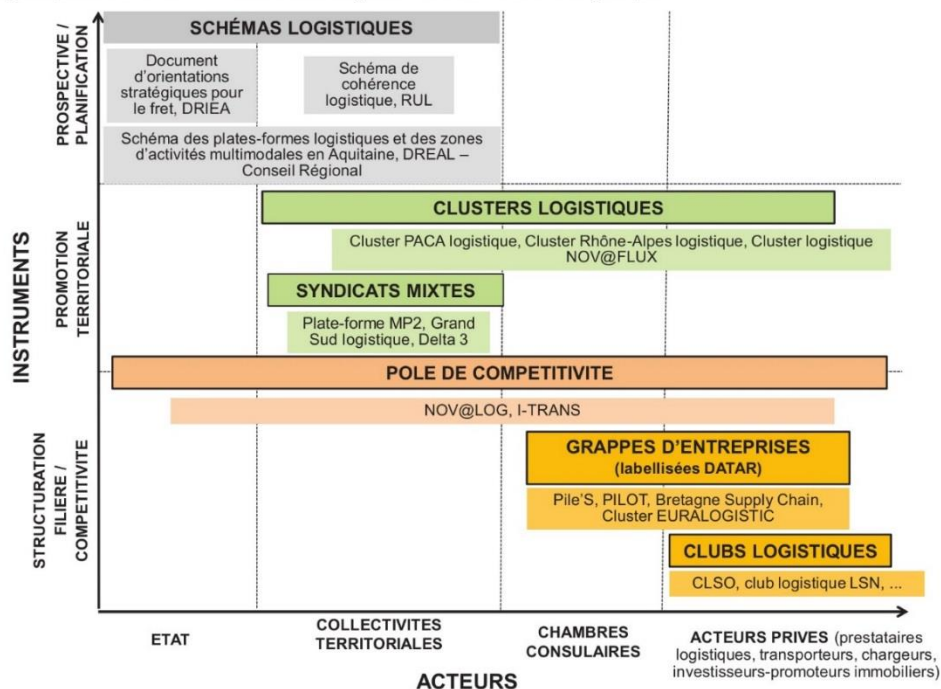 SCHÉMAS LOGISTIQUES
Document
d'orientations
stratégiques pour
le fret, DRIEA
Schéma de
cohérence
logistique, RUL
Schéma des plates-formes logistiques et des zones
d'activités multimodales en Aquitaine, DREAL –
Conseil Régional
CLUSTERS LOGISTIQUES
Cluster PACA logistique, Cluster Rhône-Alpes logistique, Cluster logistique
NOV@FLUX
SYNDICATS MIXTES
Plate-forme MP2, Grand
Sud logistique, Delta 3
POLE DE COMPETITIVITE
NOV@LOG, I-TRANS
GRAPPES D'ENTREPRISES
(labellisées DATAR)
Pile'S, PILOT, Bretagne Supply Chain,
Cluster EURALOGISTIC
CLUBS LOGISTIQUES
CLSO, club logistique LSN, ...
INSTRUMENTS
PROSPECTIVE /
PLANIFICATION
PROMOTION
TERRITORIALE
STRUCTURATION
FILIERE /
COMPETITIVITE
ETAT
COLLECTIVITES
TERRITORIALES
CHAMBRES
CONSULAIRES
ACTEURS PRIVES (prestataires
logistiques, transporteurs, chargeurs,
investisseurs-promoteurs immobiliers)
ACTEURS